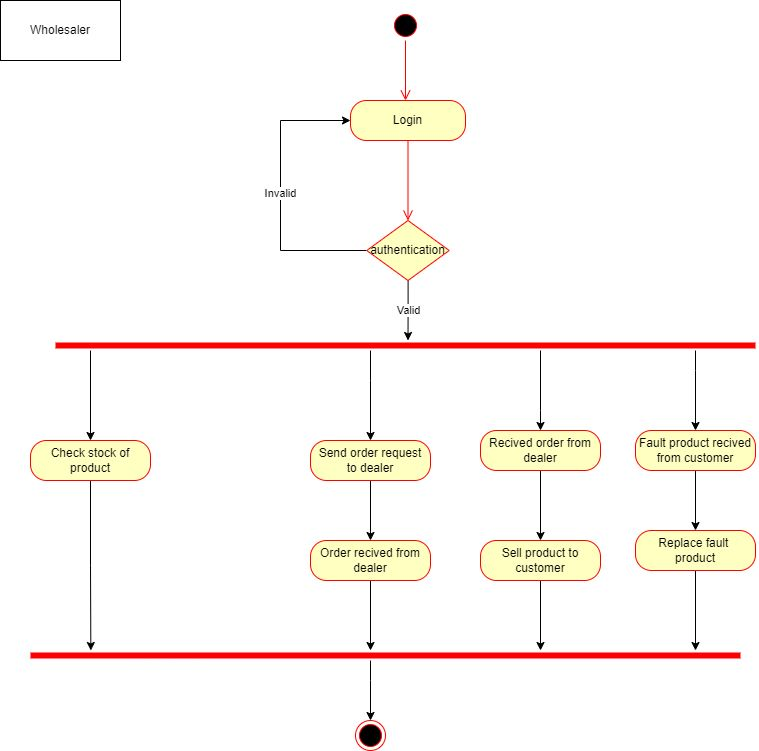 Wholesaler
Login
Invalid
authentication
Valid
Check stock of
product
Send order request
to dealer
Recived order from
dealer
Fault product recived
from customer
Order recived from
dealer
Sell product to
customer
Replace fault
product